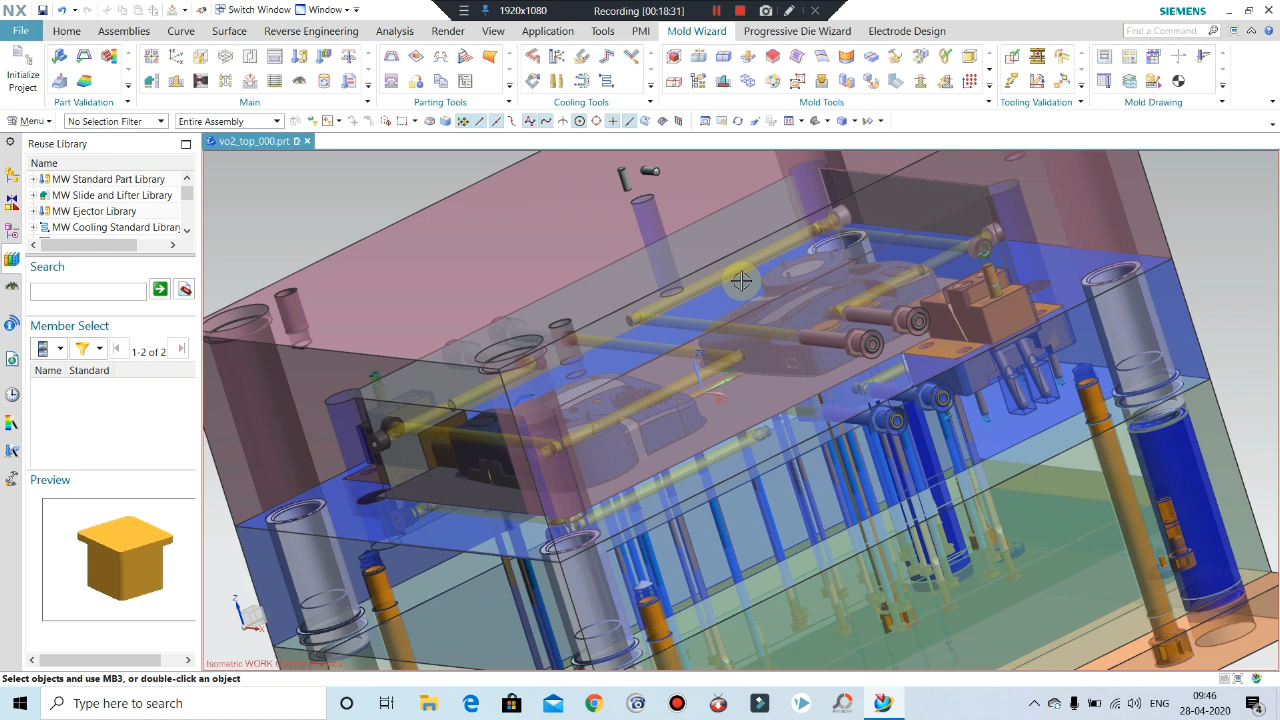 NX
Switch Window
Window
1920x1080
Recording [00:18:31]
SIEMENS
File
Home
Curve
Surface
Analysis
Render
View
Application
Tools
PMI
Mold Wizard
Progressive Die Wizard
Electrode Design
Find a Command
Initialize
Project
Part Validation
Main
Parting Tools
Cooling Tools
Mold Tools
Tooling Validation
Mold Drawing
Menu
No Selection Filter
Entire Assembly
vo2_top_000.prt
Reuse Library
Name
MW Standard Part Library
MW Slide and Lifter Library
MW Ejector Library
MW Cooling Standard Library
Search
Member Select
1-2 of 2
Name
Standard
Preview
XC
Z
X
Isometric WORK
Select objects and use MB3, or double-click an object
Type here to search
ENG
09:46
28-04-2020
4